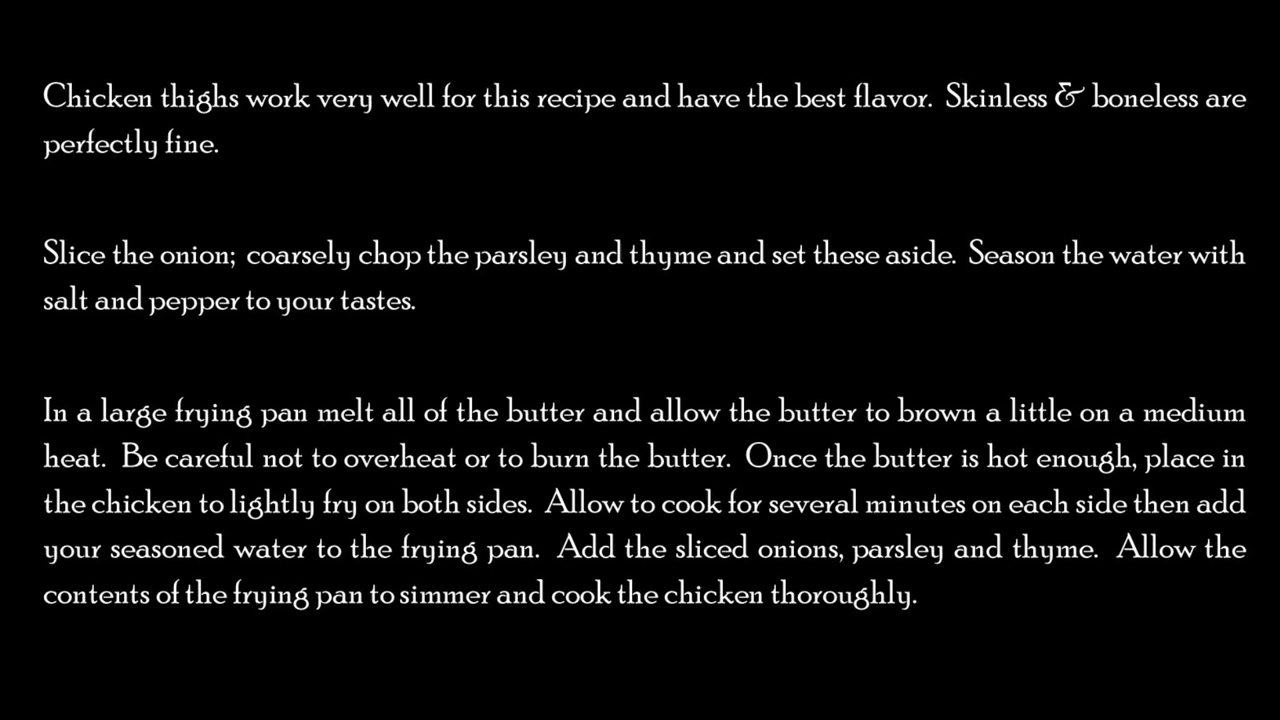 Chicken thighs work very well for this recipe and have the best flavor. Skinless & boneless are
perfectly fine.
Slice the onion; coarsely chop the parsley and thyme and set these aside. Season the water with
salt and pepper to your tastes.
In a large frying pan melt all of the butter and allow the butter to brown a little on a medium
heat. Be careful not to overheat or to burn the butter. Once the butter is hot enough, place in
the chicken to lightly fry on both sides. Allow to cook for several minutes on each side then add
your seasoned water to the frying pan. Add the sliced onions, parsley and thyme. Allow the
contents of the frying pan to simmer and cook the chicken thoroughly.